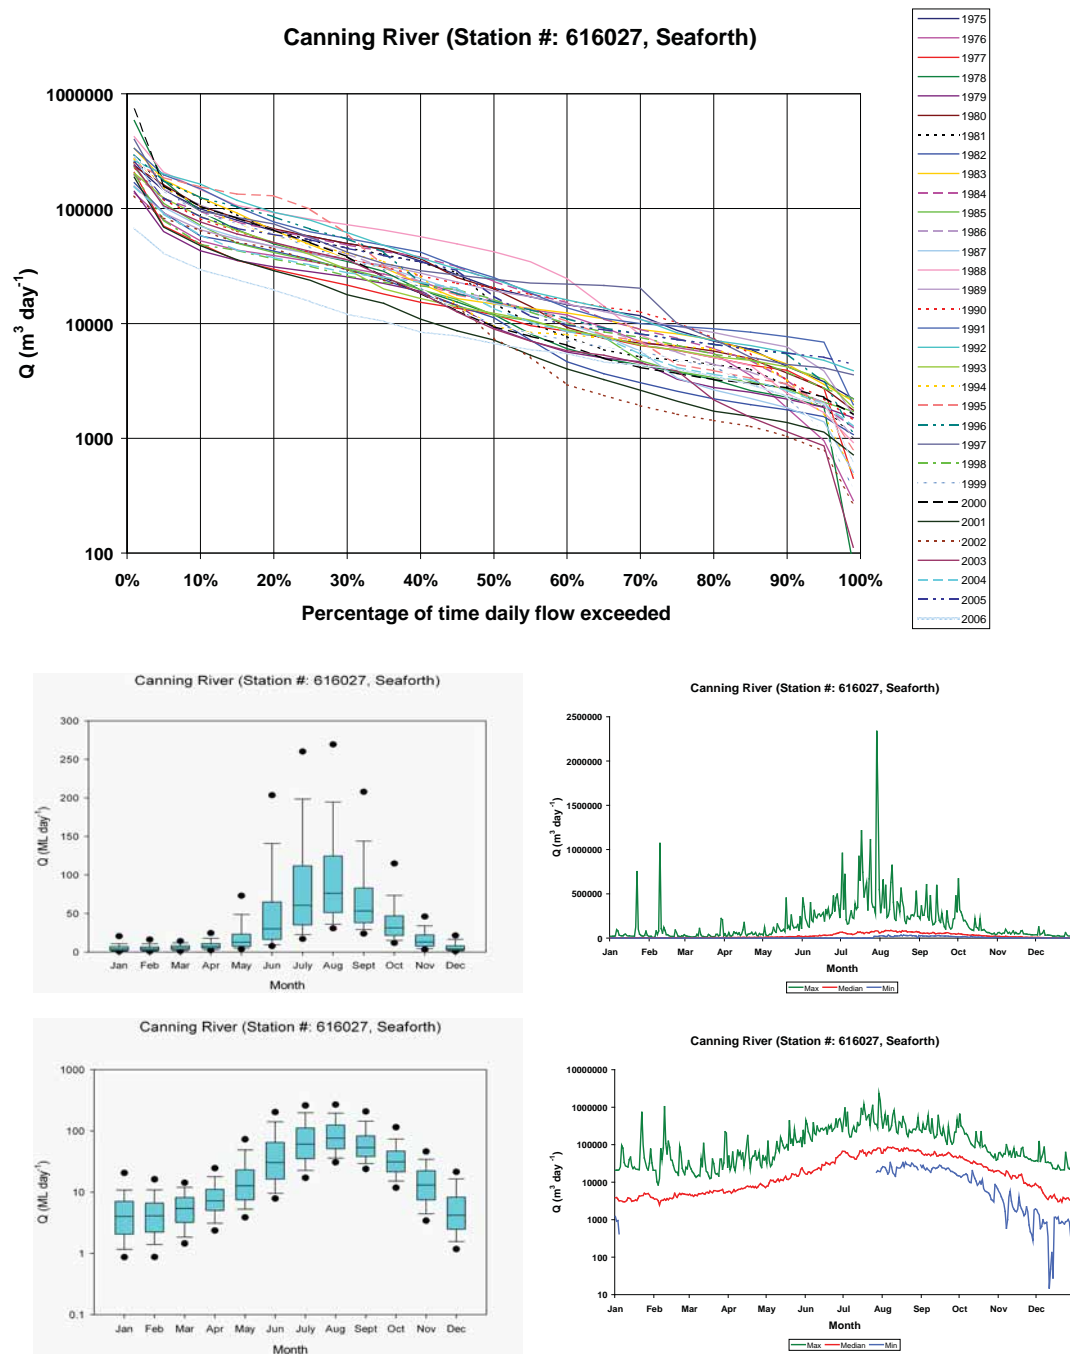 Canning River (Station #: 616027, Seaforth)
1000000
100000
10000
1000
100
Q (m³ day⁻¹)
0% 10% 20% 30% 40% 50% 60% 70% 80% 90% 100%
Percentage of time daily flow exceeded
1975
1976
1977
1978
1979
1980
1981
1982
1983
1984
1985
1986
1987
1988
1989
1990
1991
1992
1993
1994
1995
1996
1997
1998
1999
2000
2001
2002
2003
2004
2005
2006
Canning River (Station #: 616027, Seaforth)
300
250
200
150
100
50
0
Q (ML day⁻¹)
Jan Feb Mar Apr May Jun July Aug Sept Oct Nov Dec
Month
Canning River (Station #: 616027, Seaforth)
2500000
2000000
1500000
1000000
500000
0
Q (m³ day⁻¹)
Jan Feb Mar Apr May Jun Jul Aug Sep Oct Nov Dec
Month
Max Median Min
Canning River (Station #: 616027, Seaforth)
1000
100
10
1
0.1
Q (ML day⁻¹)
Jan Feb Mar Apr May Jun July Aug Sept Oct Nov Dec
Month
Canning River (Station #: 616027, Seaforth)
10000000
1000000
100000
10000
1000
100
10
Q (m³ day⁻¹)
Jan Feb Mar Apr May Jul Aug Sep Oct Nov Dec
Month
Max Median Min